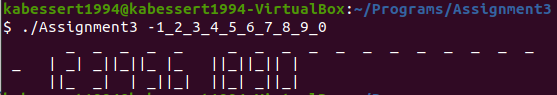 kabessert1994@kabessert1994-VirtualBox:~/Programs/Assignment3
$ ./Assignment3 -1_2_3_4_5_6_7_8_9_0